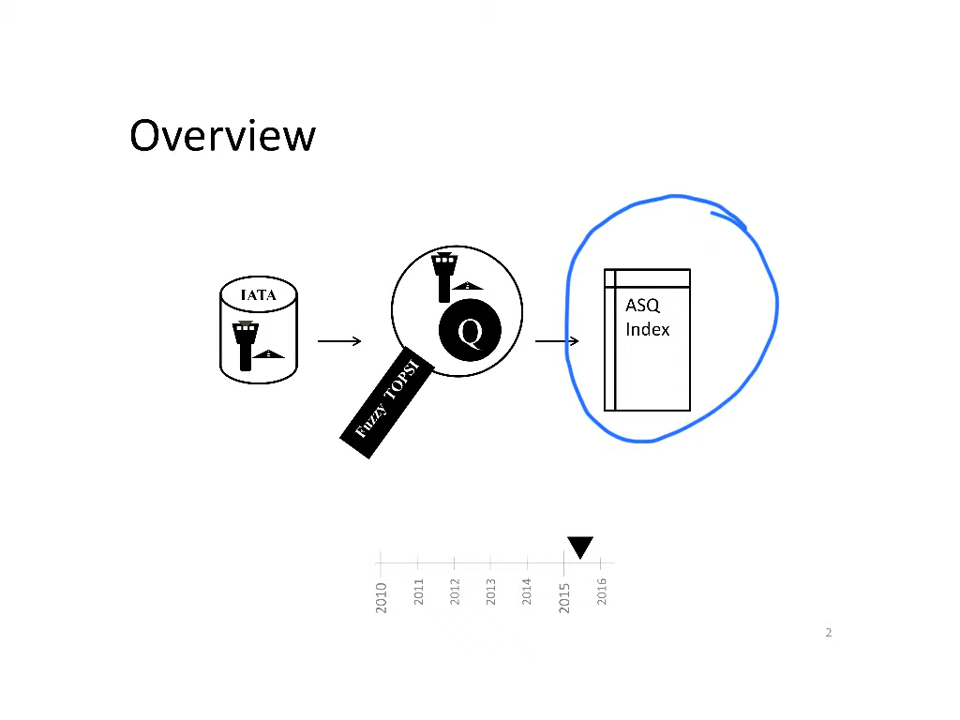 Overview
IATA
Q
Fuzzy TOPSI
ASQ
Index
2010
2011
2012
2013
2014
2015
2016
2